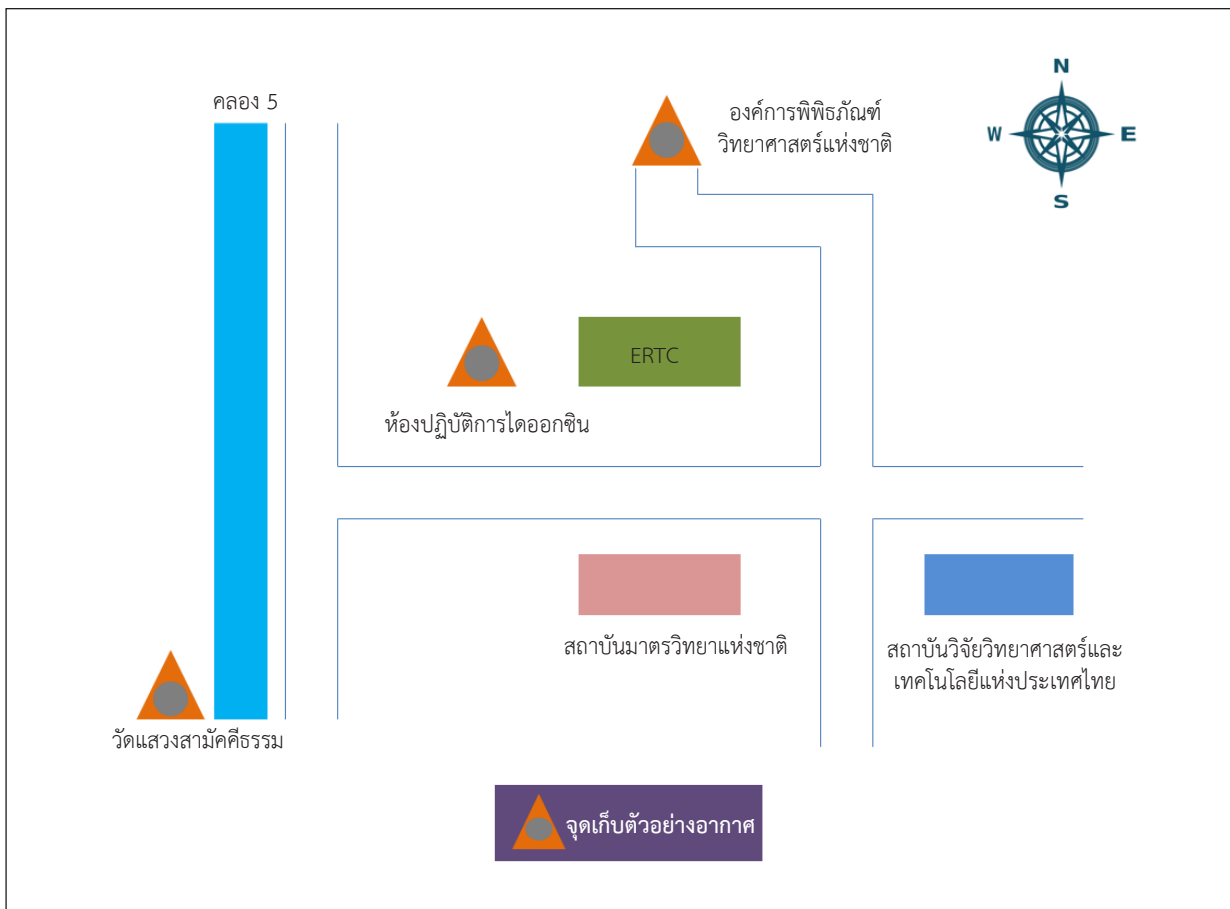 คลอง 5
องค์การพิพิธภัณฑ์
วิทยาศาสตร์แห่งชาติ
N
W
E
S
ERTC
ห้องปฏิบัติการไดออกซิน
สถาบันมาตรวิทยาแห่งชาติ
สถาบันวิจัยวิทยาศาสตร์และ
เทคโนโลยีแห่งประเทศไทย
วัดแสวงสามัคคีธรรม
จุดเก็บตัวอย่างอากาศ